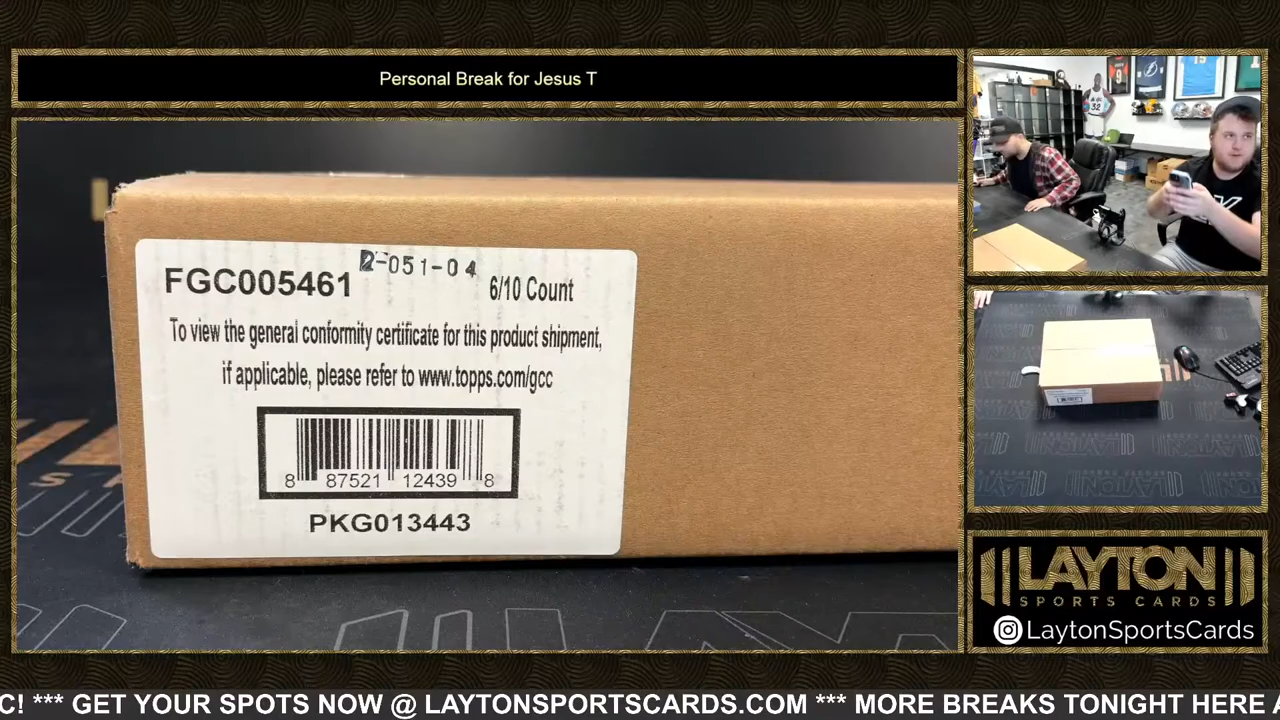 Personal Break for Jesus T
2-051-04
FGC005461
6/10 Count
To view the general conformity certificate for this product shipment,
if applicable, please refer to www.topps.com/gcc
8 87521 12439 8
PKG013443
LAYTON
SPORTS CARDS
LaytonSportsCards
C! *** GET YOUR SPOTS NOW @ LAYTONSPORTSCARDS.COM *** MORE BREAKS TONIGHT HERE A